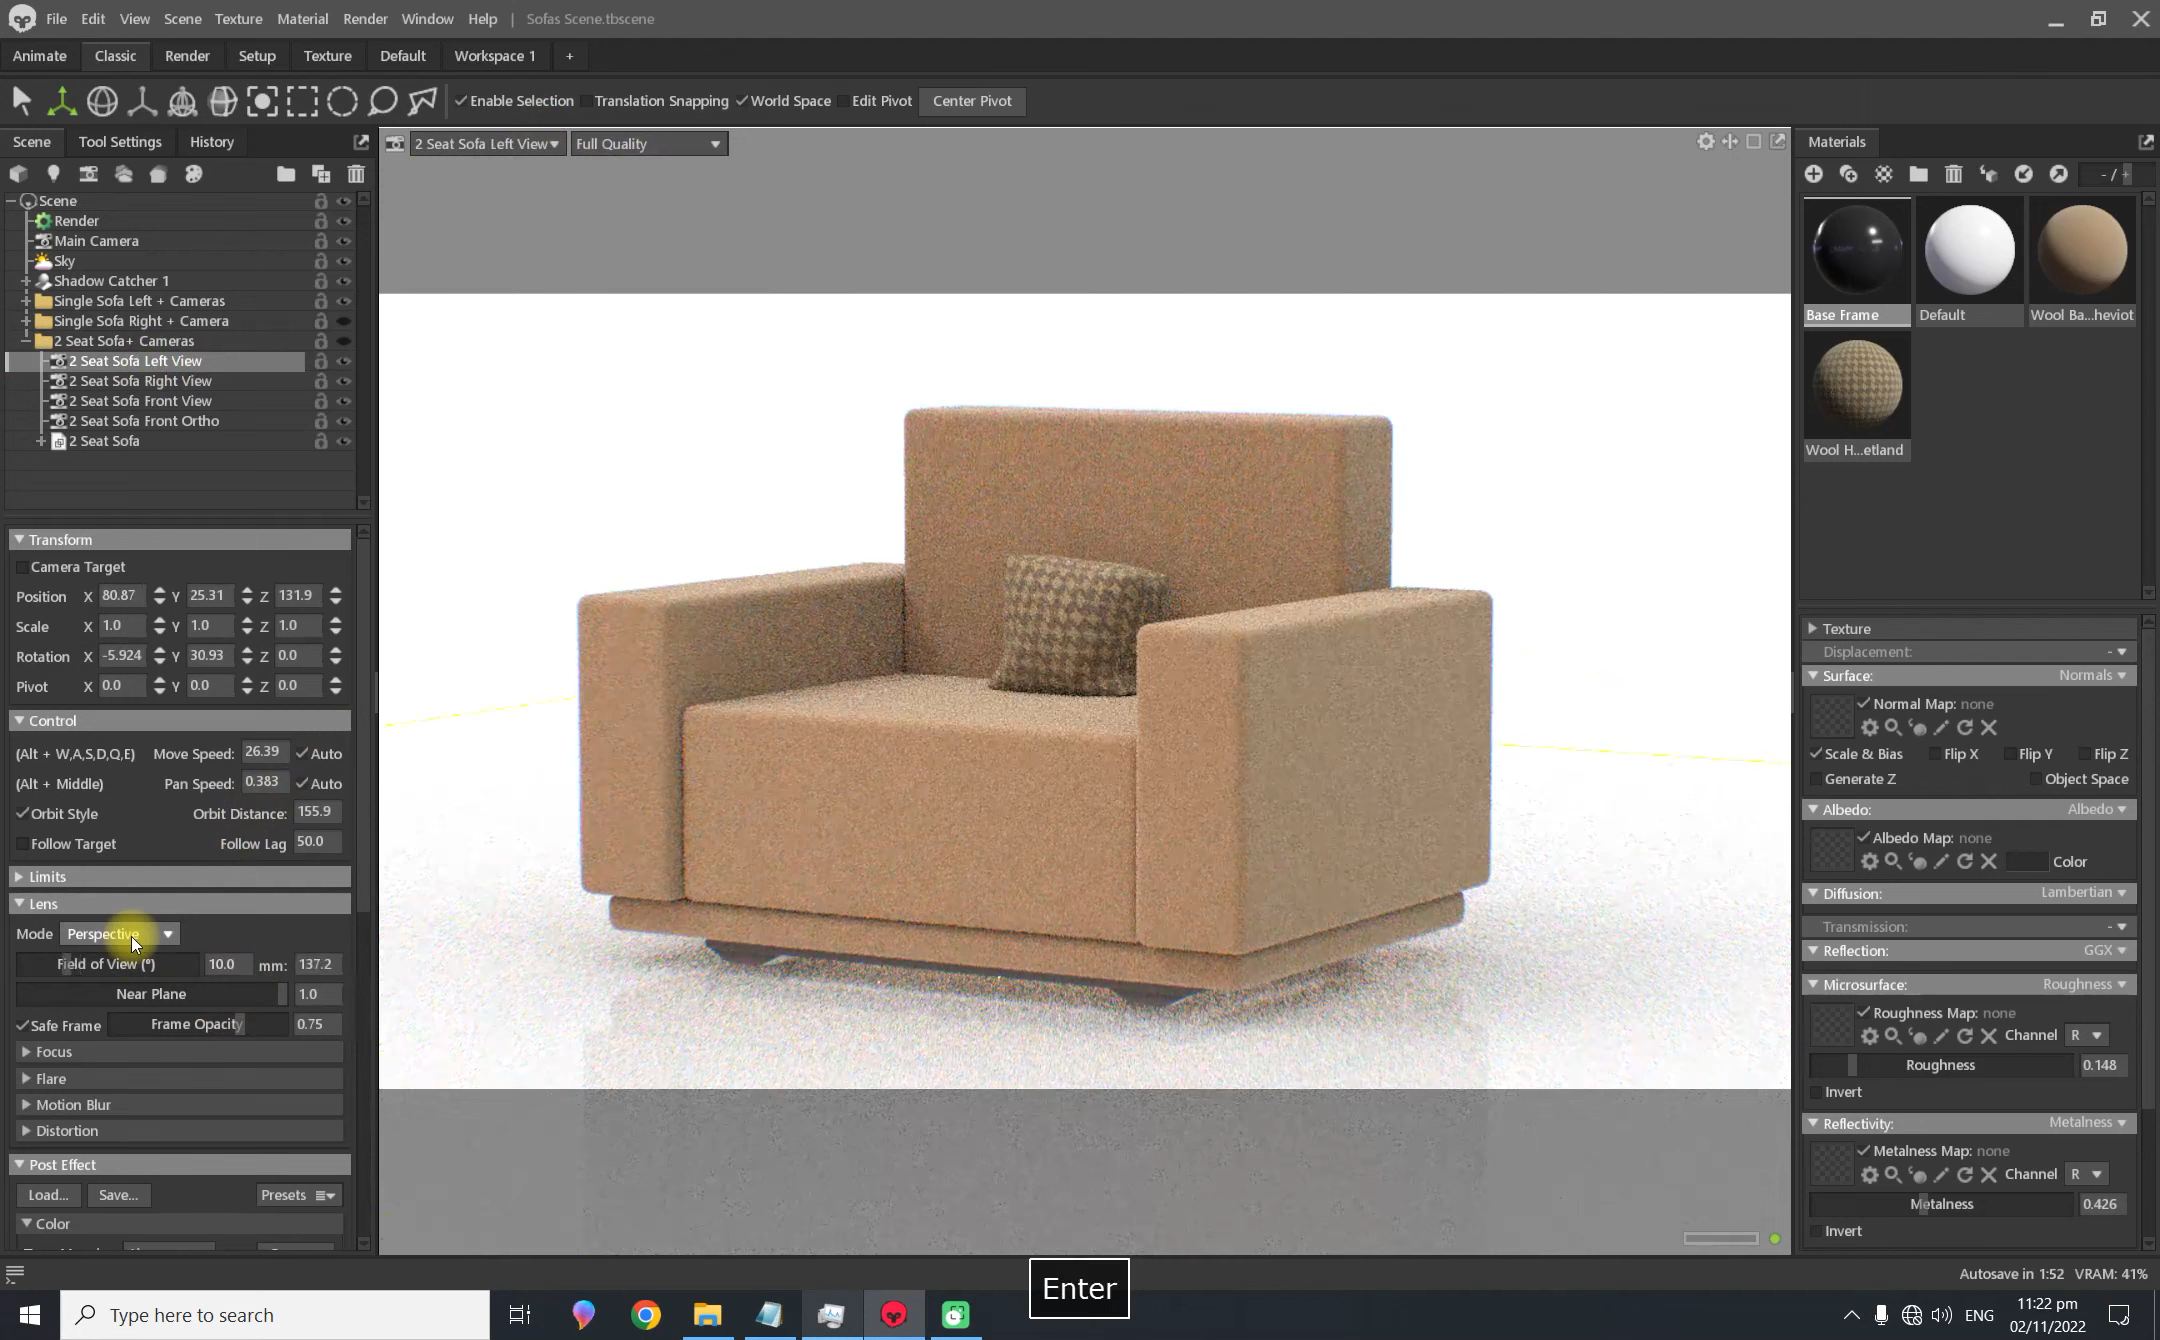 File Edit View Scene Texture Material Render Window Help | Sofas Scene.tbscene
Animate Classic Render Setup Texture Default Workspace 1 +
Enable Selection Translation Snapping World Space Edit Pivot Center Pivot
Scene Tool Settings History
2 Seat Sofa Left View Full Quality
Materials
- / +
Scene
Render
Main Camera
Sky
Shadow Catcher 1
Single Sofa Left + Cameras
Single Sofa Right + Camera
2 Seat Sofa+ Cameras
2 Seat Sofa Left View
2 Seat Sofa Right View
2 Seat Sofa Front View
2 Seat Sofa Front Ortho
2 Seat Sofa
Base Frame Default Wool Ba...heviot
Wool H...etland
Transform
Camera Target
Position X 80.87 Y 25.31 Z 131.9
Scale X 1.0 Y 1.0 Z 1.0
Rotation X -5.924 Y 30.93 Z 0.0
Pivot X 0.0 Y 0.0 Z 0.0
Control
(Alt + W,A,S,D,Q,E) Move Speed: 26.39 Auto
(Alt + Middle) Pan Speed: 0.383 Auto
Orbit Style Orbit Distance: 155.9
Follow Target Follow Lag 50.0
Limits
Lens
Mode Perspective
Field of View (°) 10.0 mm: 137.2
Near Plane 1.0
Safe Frame Frame Opacity 0.75
Focus
Flare
Motion Blur
Distortion
Post Effect
Load... Save... Presets
Color
Texture
Displacement: -
Surface: Normals
Normal Map: none
Scale & Bias Flip X Flip Y Flip Z
Generate Z Object Space
Albedo: Albedo
Albedo Map: none
Color
Diffusion: Lambertian
Transmission: -
Reflection: GGX
Microsurface: Roughness
Roughness Map: none
Channel R
Roughness 0.148
Invert
Reflectivity: Metalness
Metalness Map: none
Channel R
Metalness 0.426
Invert
Autosave in 1:52 VRAM: 41%
Enter
Type here to search
ENG
11:22 pm
02/11/2022